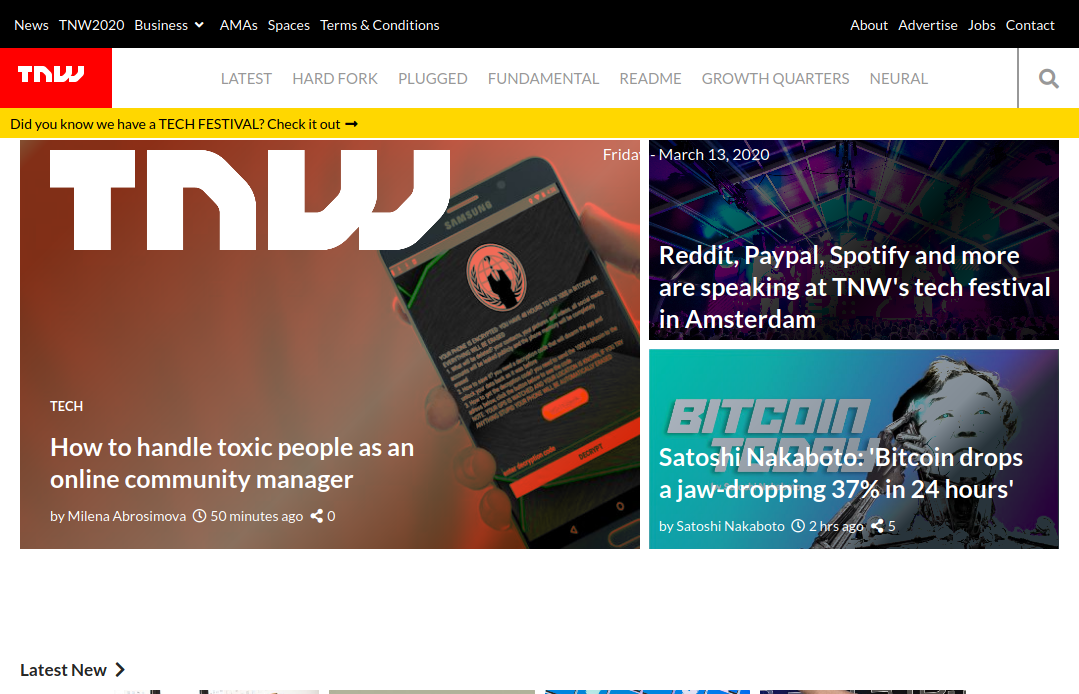 News TNW2020 Business AMAs Spaces Terms & Conditions About Advertise Jobs Contact
TNW LATEST HARD FORK PLUGGED FUNDAMENTAL README GROWTH QUARTERS NEURAL
Did you know we have a TECH FESTIVAL? Check it out
TNW
Friday - March 13, 2020
SAMSUNG
DECRYPT
TECH
How to handle toxic people as an
online community manager
by Milena Abrosimova 50 minutes ago 0
Reddit, Paypal, Spotify and more
are speaking at TNW's tech festival
in Amsterdam
BITCOIN
TODAY
Satoshi Nakaboto: 'Bitcoin drops
a jaw-dropping 37% in 24 hours'
by Satoshi Nakaboto 2 hrs ago 5
Latest New